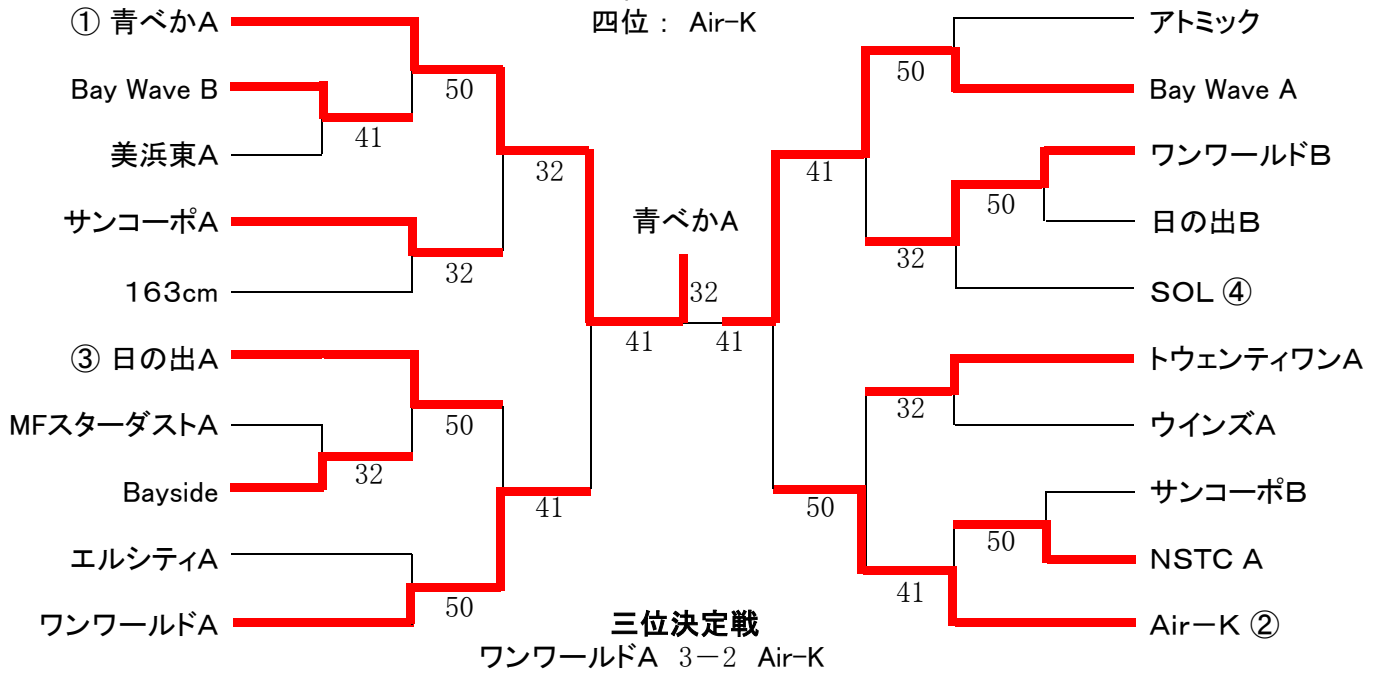 四位： Air-K
① 青べかA
Bay Wave B
美浜東A
サンコーポA
163cm
③ 日の出A
MFスターダストA
Bayside
エルシティA
ワンワールドA
50
41
32
32
50
32
41
50
青べかA
32
41
41
50
41
50
32
32
50
50
41
アトミック
Bay Wave A
ワンワールドB
日の出B
SOL ④
トウェンティワンA
ウインズA
サンコーポB
NSTC A
Air－K ②
三位決定戦
ワンワールドA 3－2 Air-K